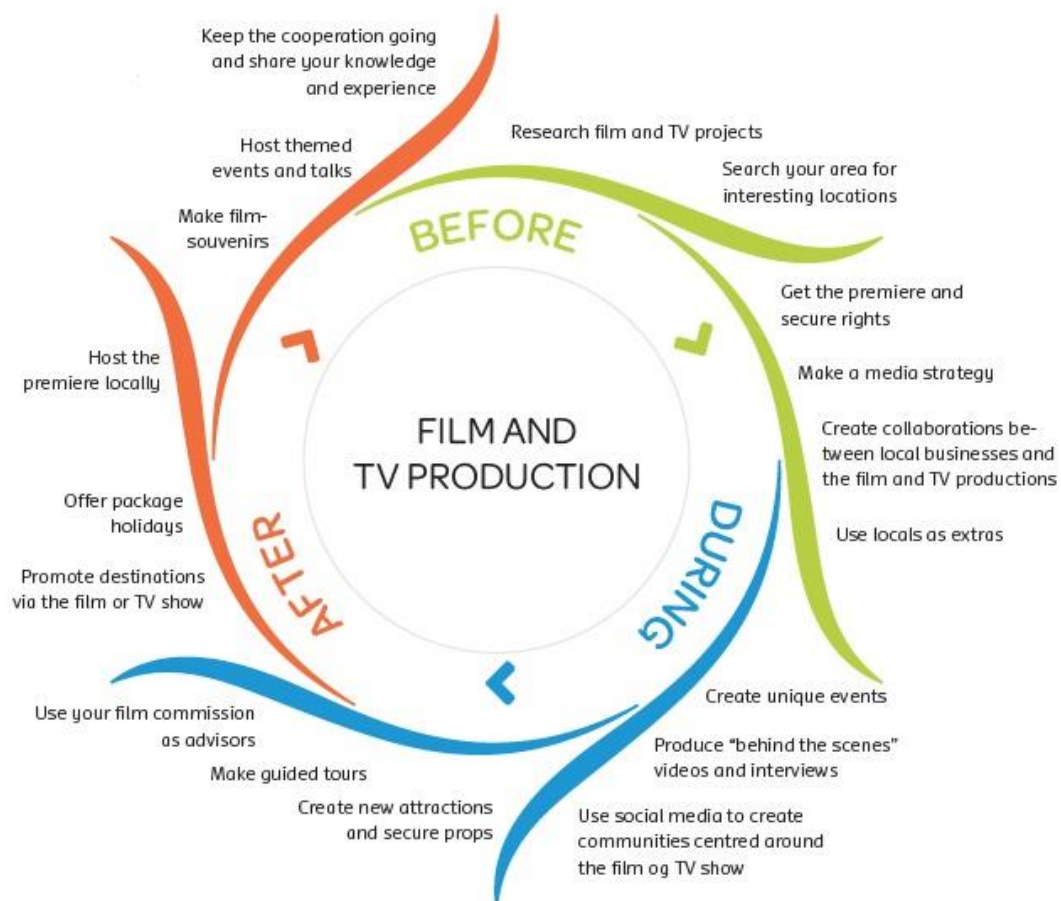 FILM AND
TV PRODUCTION
BEFORE
Research film and TV projects
Search your area for
interesting locations
Get the premiere and
secure rights
Make a media strategy
Create collaborations be-
tween local businesses and
the film and TV productions
Use locals as extras
DURING
Create unique events
Produce “behind the scenes”
videos and interviews
Use social media to create
communities centred around
the film og TV show
Create new attractions
and secure props
Make guided tours
Use your film commission
as advisors
AFTER
Promote destinations
via the film or TV show
Offer package
holidays
Host the
premiere locally
Make film-
souvenirs
Host themed
events and talks
Keep the cooperation going
and share your knowledge
and experience